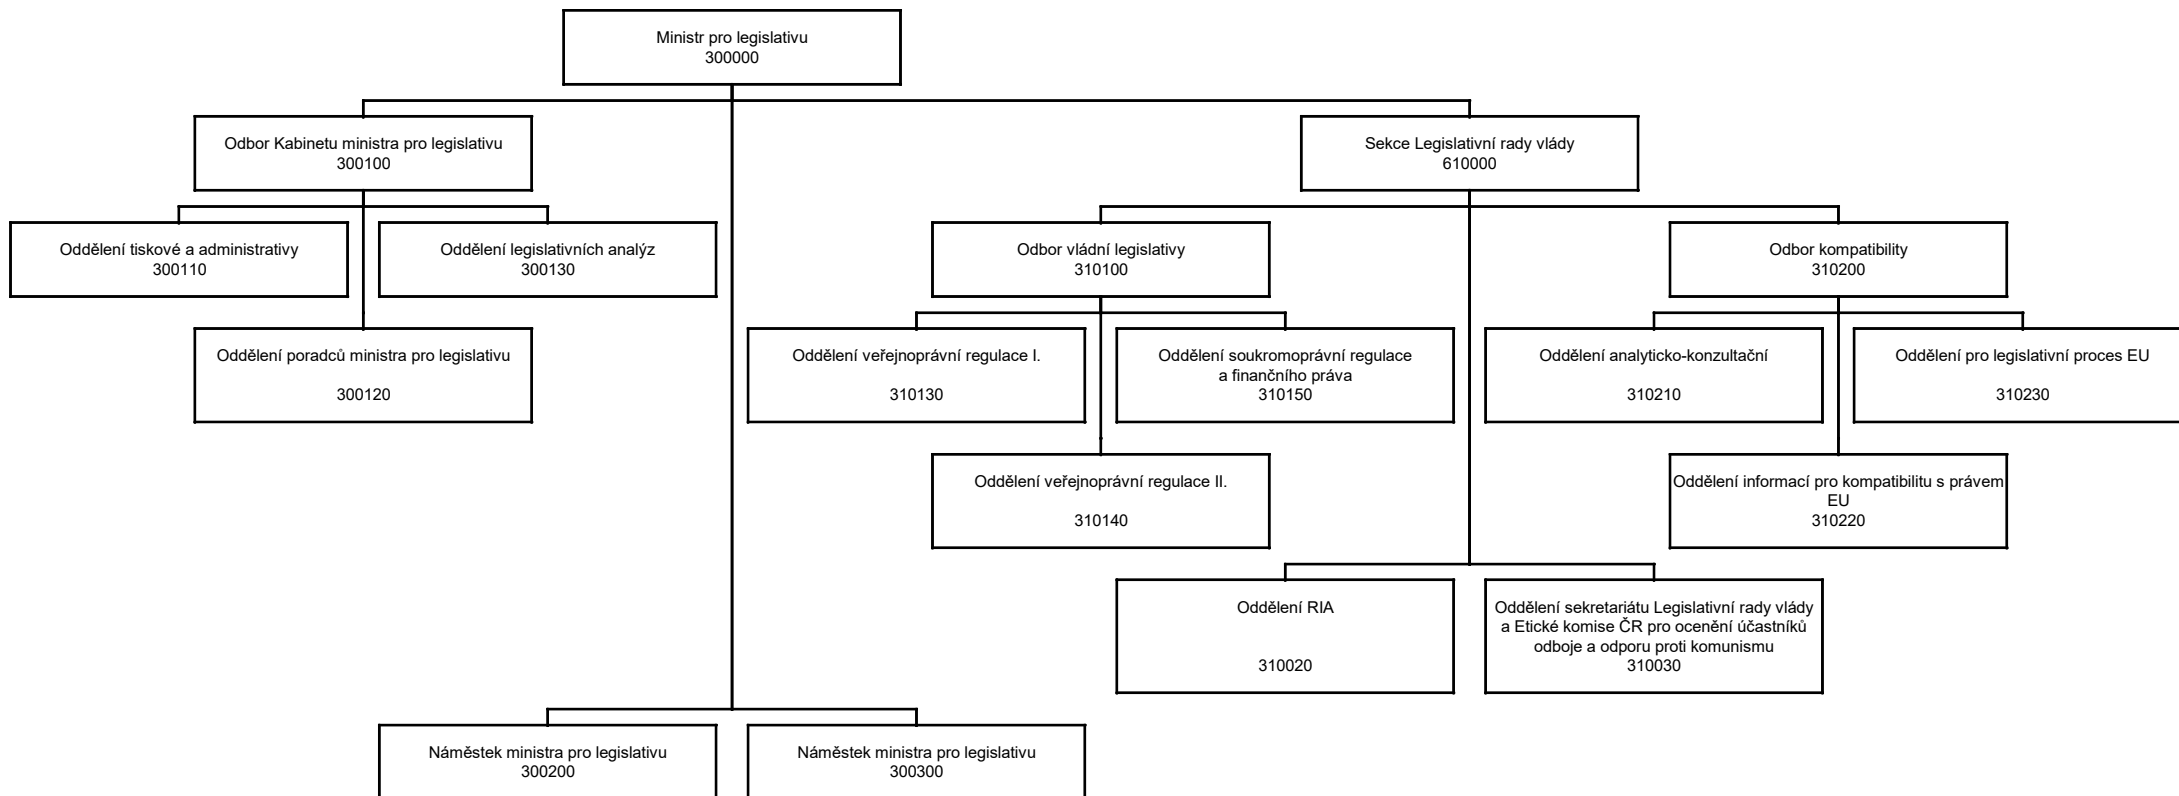 Ministr pro legislativu
300000
Odbor Kabinetu ministra pro legislativu
300100
Sekce Legislativní rady vlády
610000
Oddělení tiskové a administrativy
300110
Oddělení legislativních analýz
300130
Odbor vládní legislativy
310100
Odbor kompatibility
310200
Oddělení poradců ministra pro legislativu
300120
Oddělení veřejnoprávní regulace I.
310130
Oddělení soukromoprávní regulace
a finančního práva
310150
Oddělení analyticko-konzultační
310210
Oddělení pro legislativní proces EU
310230
Oddělení veřejnoprávní regulace II.
310140
Oddělení informací pro kompatibilitu s právem
EU
310220
Oddělení RIA
310020
Oddělení sekretariátu Legislativní rady vlády
a Etické komise ČR pro ocenění účastníků
odboje a odporu proti komunismu
310030
Náměstek ministra pro legislativu
300200
Náměstek ministra pro legislativu
300300